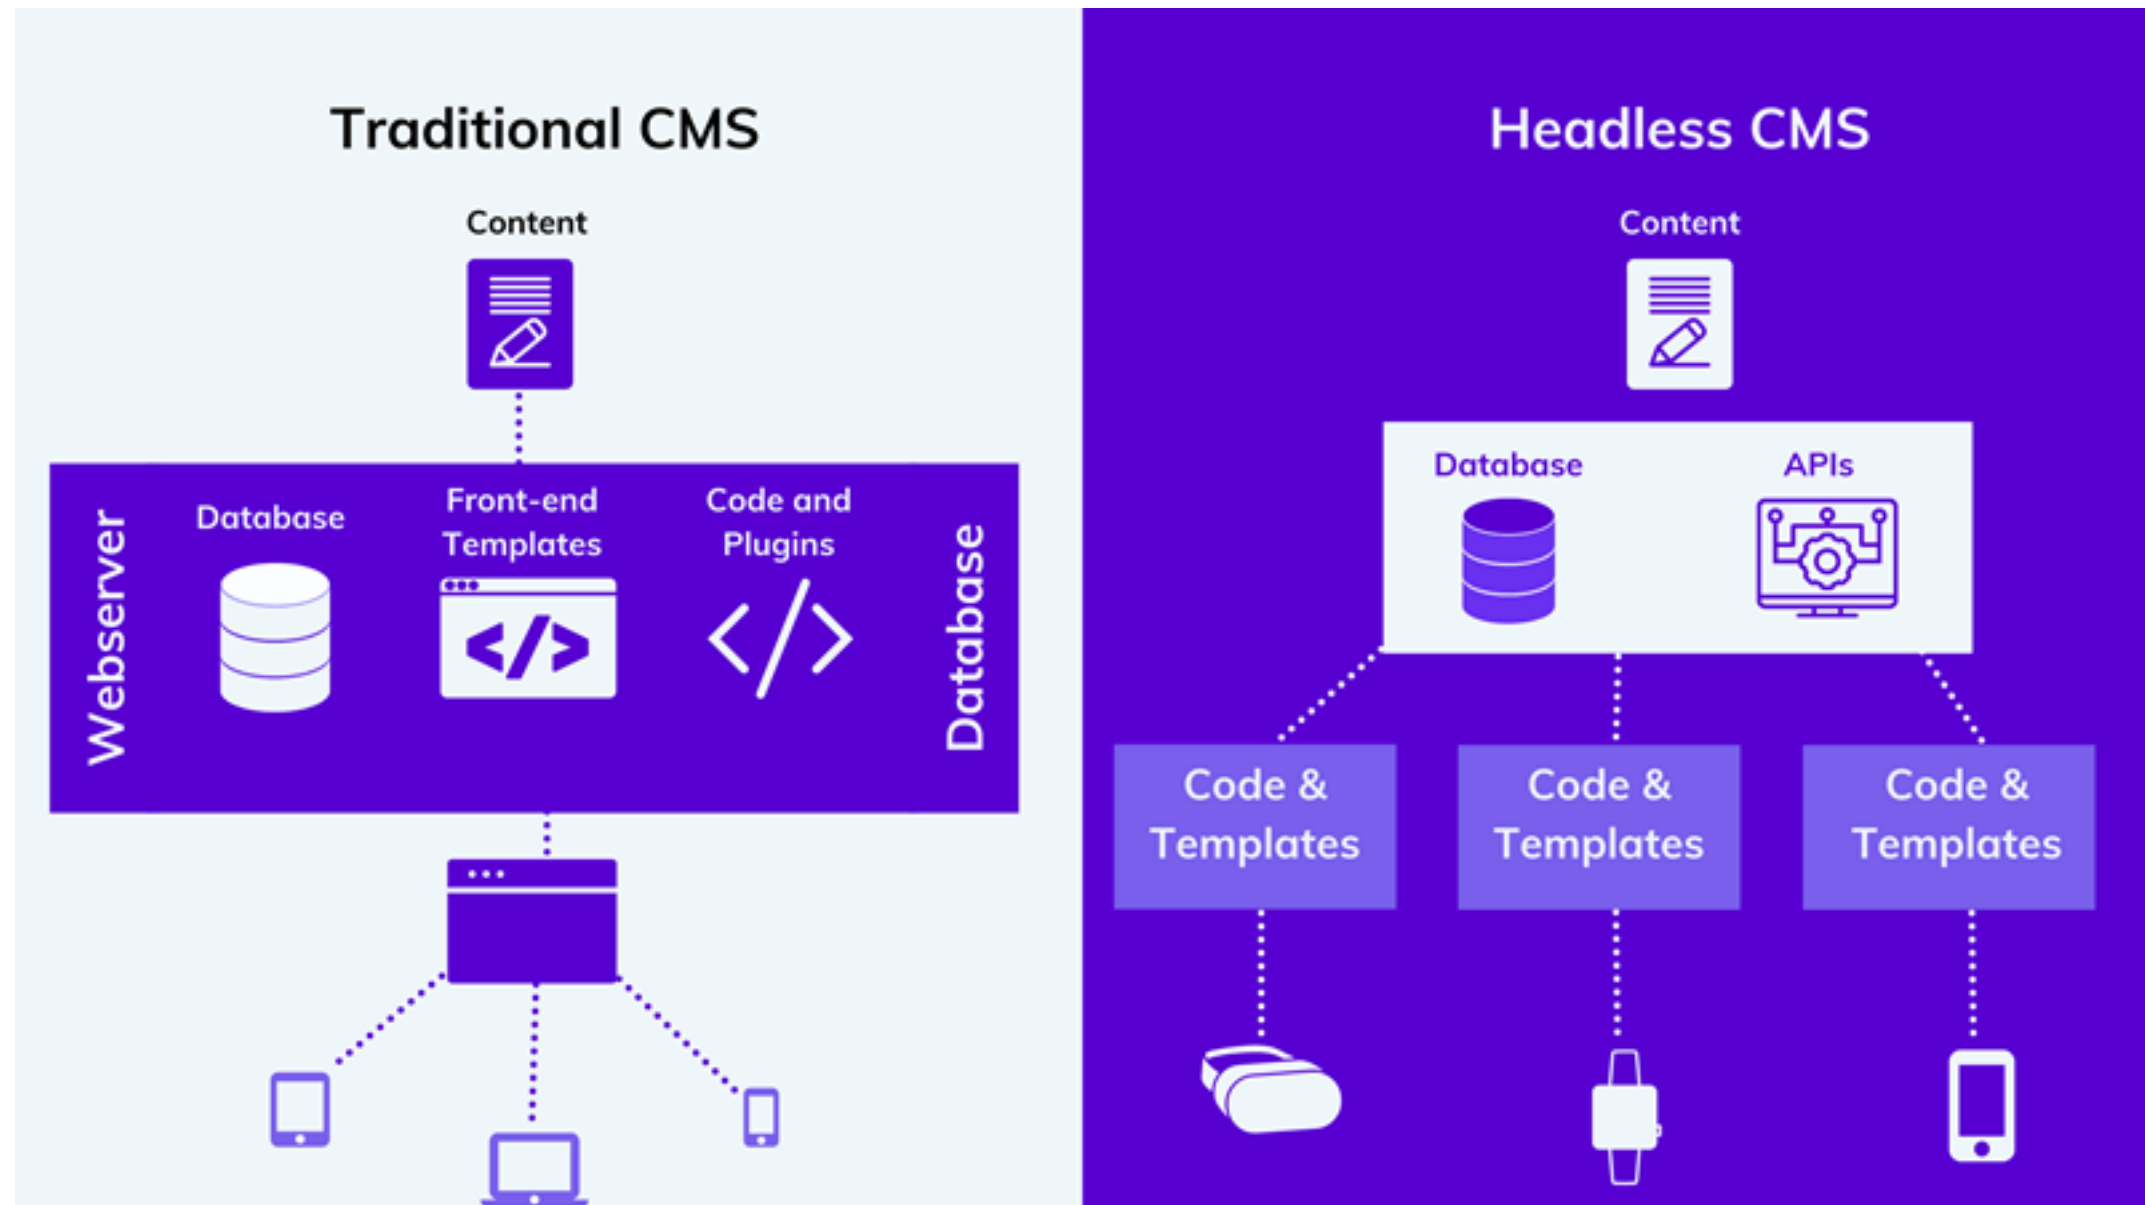 Traditional CMS
Content
Webserver
Database
Front-end
Templates
Code and
Plugins
Database
Headless CMS
Content
Database
APIs
Code &
Templates
Code &
Templates
Code &
Templates